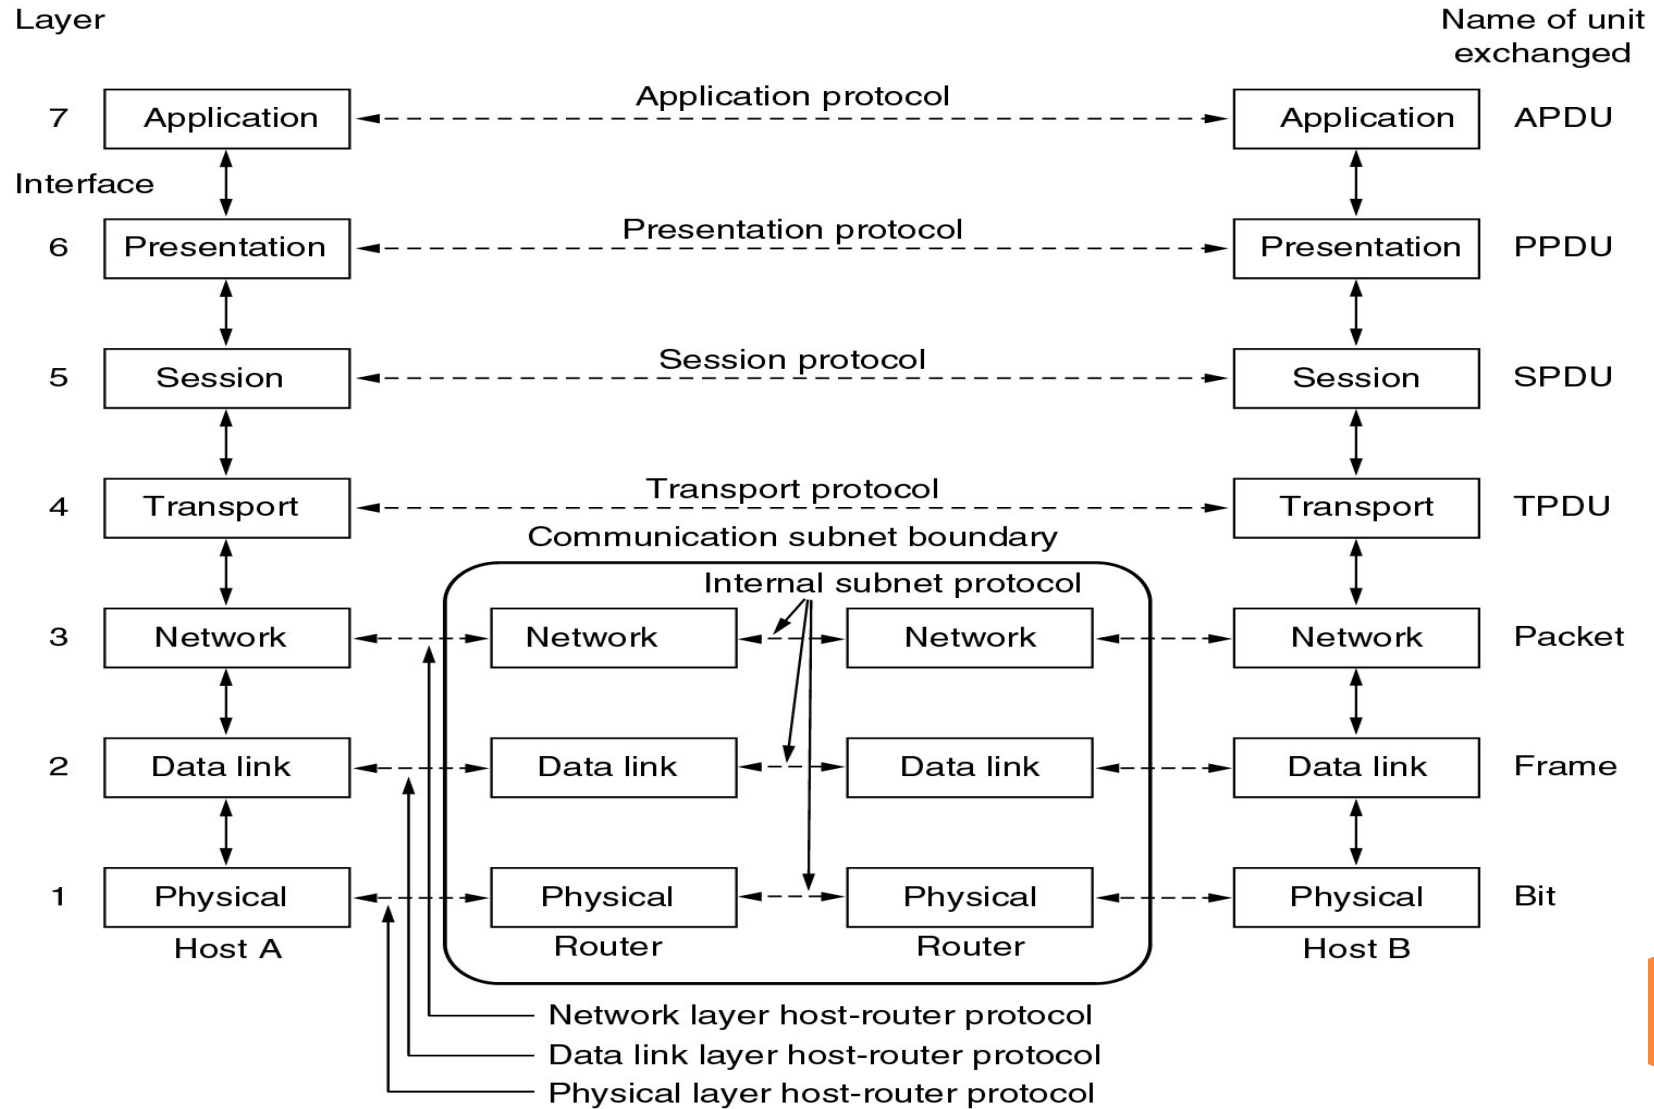 Layer
Name of unit
exchanged
7 Application Application protocol Application APDU
Interface
6 Presentation Presentation protocol Presentation PPDU
5 Session Session protocol Session SPDU
4 Transport Transport protocol Transport TPDU
Communication subnet boundary
Internal subnet protocol
3 Network Network Network Network Packet
2 Data link Data link Data link Data link Frame
1 Physical Physical Physical Physical Bit
Host A Router Router Host B
Network layer host-router protocol
Data link layer host-router protocol
Physical layer host-router protocol